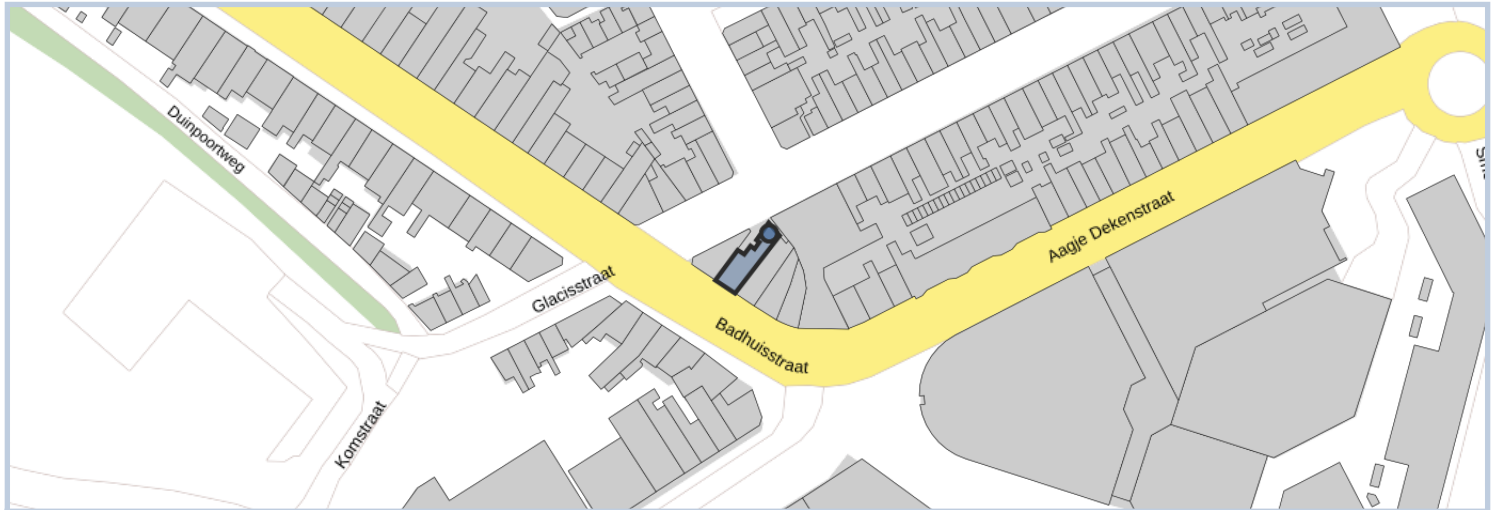 Duinpoortweg
Glacisstraat
Badhuisstraat
Aagje Dekenstraat
Komstraat